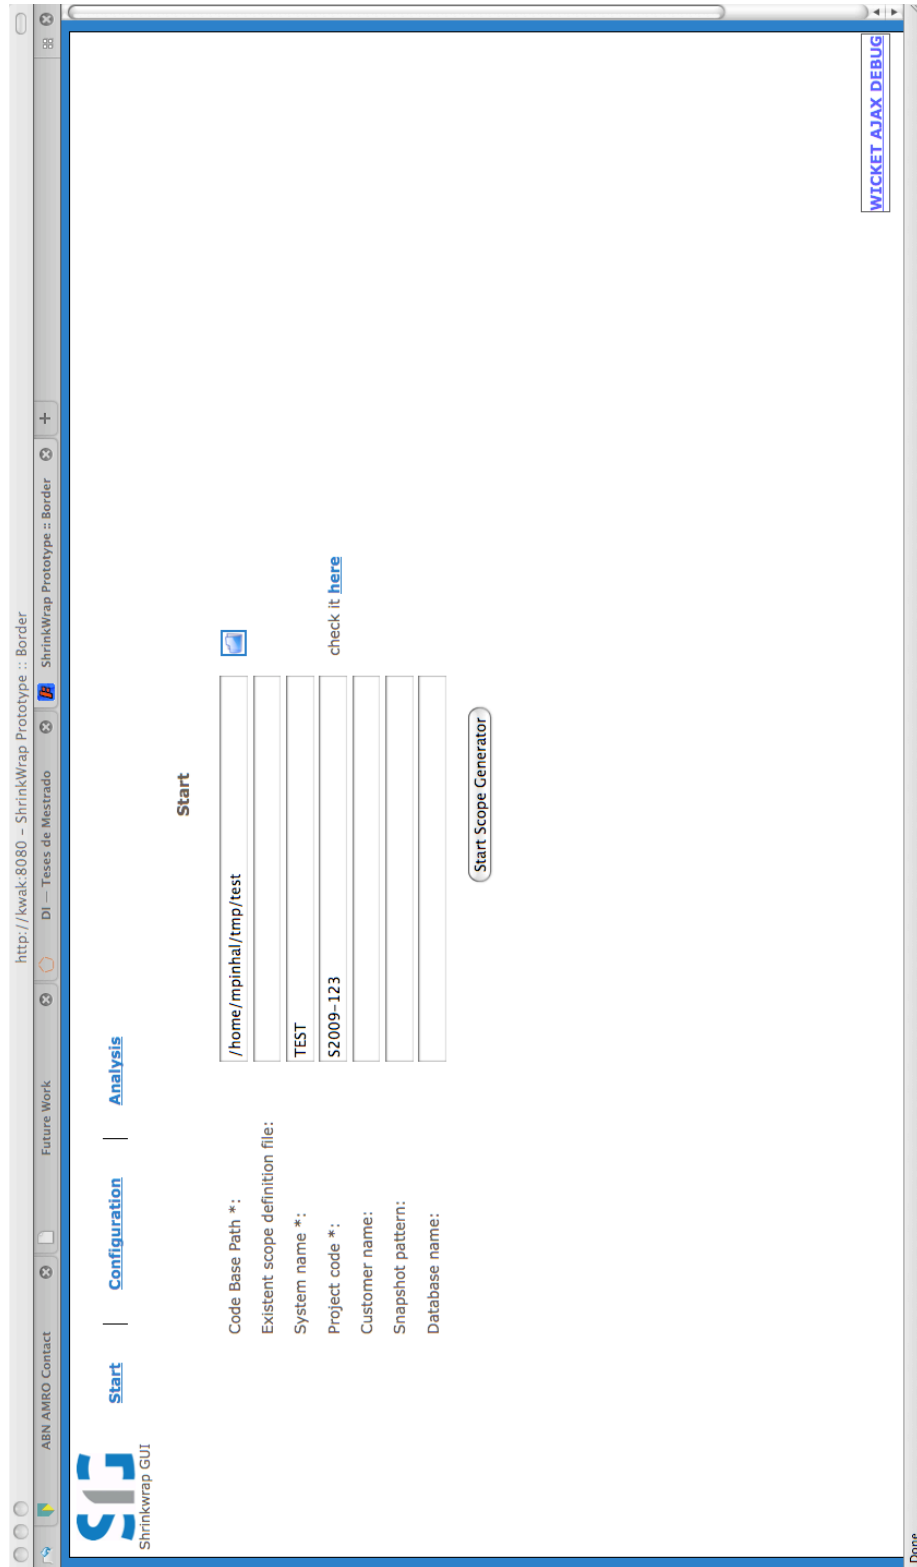 http://kwak:8080 – ShrinkWrap Prototype :: Border
ABN AMRO Contact
Future Work
DI — Teses de Mestrado
ShrinkWrap Prototype :: Border
+
SIG
Shrinkwrap GUI
Start | Configuration | Analysis
Start
Code Base Path *: /home/mpinhal/tmp/test
Existent scope definition file:
System name *: TEST
Project code *: S2009-123 check it here
Customer name:
Snapshot pattern:
Database name:
Start Scope Generator
WICKET AJAX DEBUG
Done